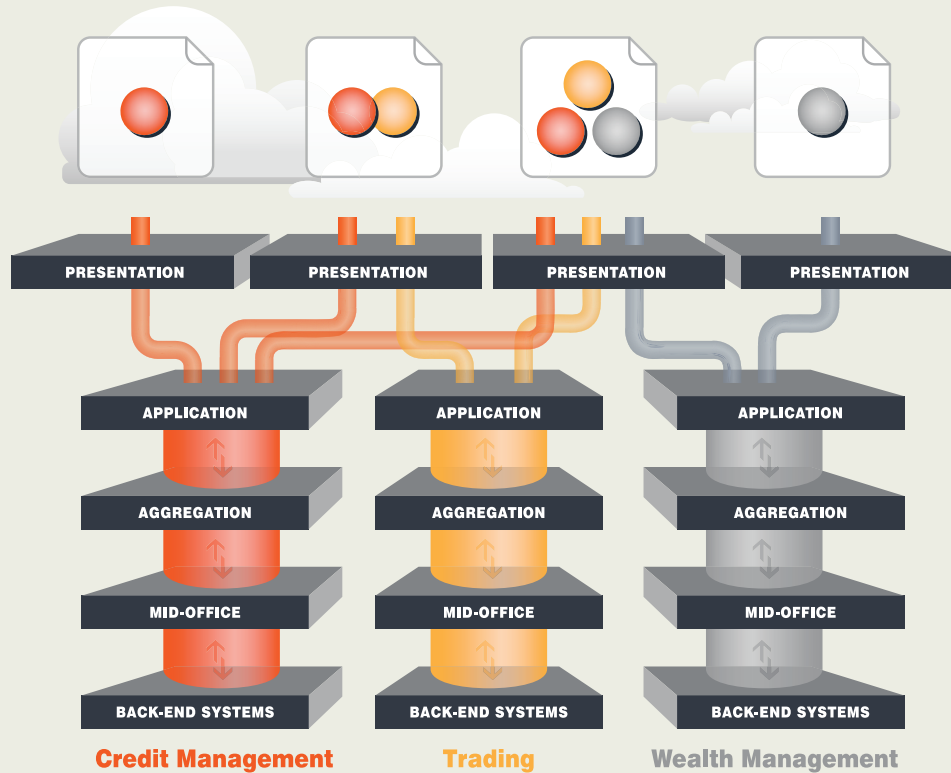 PRESENTATION
PRESENTATION
PRESENTATION
PRESENTATION
APPLICATION
APPLICATION
APPLICATION
AGGREGATION
AGGREGATION
AGGREGATION
MID-OFFICE
MID-OFFICE
MID-OFFICE
BACK-END SYSTEMS
BACK-END SYSTEMS
BACK-END SYSTEMS
Credit Management
Trading
Wealth Management